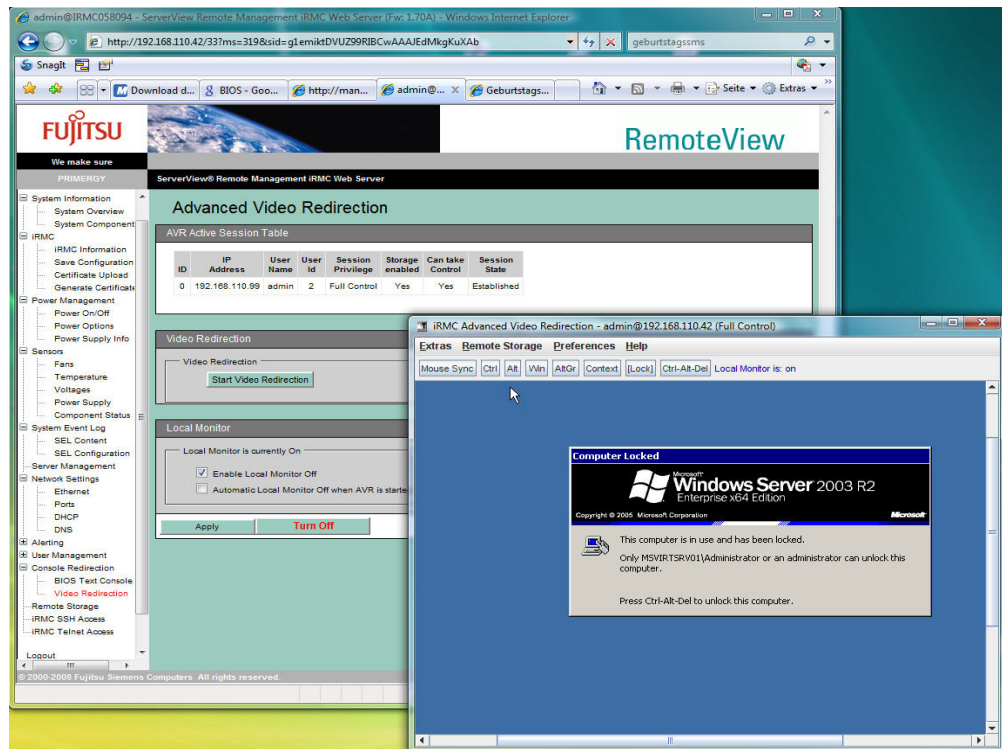 admin@IRMC058094 - ServerView Remote Management iRMC Web Server (Fw: 1.70A) - Windows Internet Explorer
http://192.168.110.42/33?ms=319&sid=g1emiktDVUZ99RIBCwAAAJEdMkgKuXAb
geburtstagssms
SnagIt
Download d...
BIOS - Goo...
http://man...
admin@...
Geburtstags...
Seite
Extras
FUJITSU
RemoteView
We make sure
PRIMERGY
ServerView® Remote Management iRMC Web Server
System Information
System Overview
System Component
iRMC
iRMC Information
Save Configuration
Certificate Upload
Generate Certificate
Power Management
Power On/Off
Power Options
Power Supply Info
Sensors
Fans
Temperature
Voltages
Power Supply
Component Status
System Event Log
SEL Content
SEL Configuration
Server Management
Network Settings
Ethernet
Ports
DHCP
DNS
Alerting
User Management
Console Redirection
BIOS Text Console
Video Redirection
Remote Storage
iRMC SSH Access
iRMC Telnet Access
Logout
Advanced Video Redirection
AVR Active Session Table
ID IP Address User Name User Id Session Privilege Storage enabled Can take Control Session State
0 192.168.110.99 admin 2 Full Control Yes Yes Established
Video Redirection
Video Redirection
Start Video Redirection
Local Monitor
Local Monitor is currently On
Enable Local Monitor Off
Automatic Local Monitor Off when AVR is starte
Apply
Turn Off
© 2000-2008 Fujitsu Siemens Computers All rights reserved.
iRMC Advanced Video Redirection - admin@192.168.110.42 (Full Control)
Extras Remote Storage Preferences Help
Mouse Sync Ctrl Alt Win AltGr Context [Lock] Ctrl-Alt-Del Local Monitor is: on
Computer Locked
Microsoft
Windows Server 2003 R2
Enterprise x64 Edition
Copyright © 2005 Microsoft Corporation
Microsoft
This computer is in use and has been locked.
Only MSVIRTSRV01\Administrator or an administrator can unlock this
computer.
Press Ctrl-Alt-Del to unlock this computer.